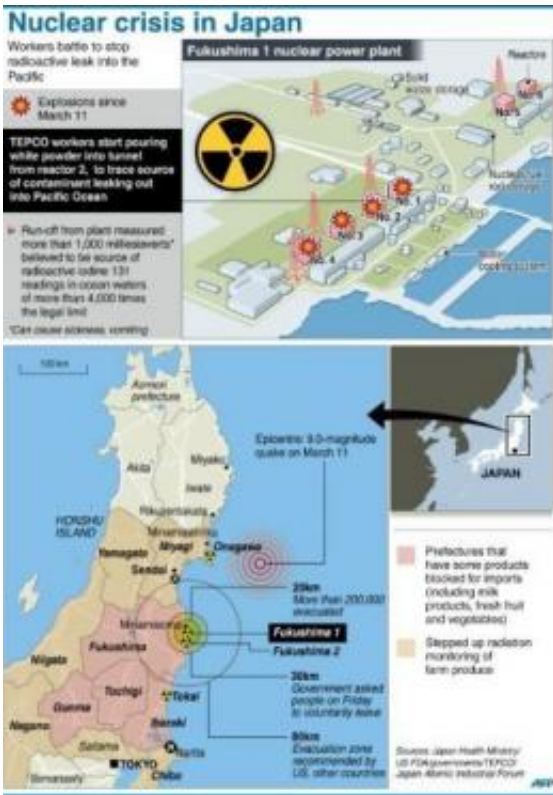 Nuclear crisis in Japan
Workers battle to stop
radioactive leak into the
Pacific
Explosions since
March 11
TEPCO workers start pouring
white powder into tunnel
from reactor 2, to trace source
of contaminant leaking out
into Pacific Ocean
Run-off from plant measured
more than 1,000 millisieverts*
believed to be source of
radioactive iodine 131
readings in ocean waters
of more than 4,000 times
the legal limit
*Can cause sickness, vomiting
Fukushima 1 nuclear power plant
Reactors
Solid
waste storage
No. 6
No. 5
No. 1
No. 2
No. 3
No. 4
cooling system
100 km
Aomori
prefecture
Akita
Miyako
Iwate
Rikuzentakata
HONSHU
ISLAND
Minamisanriku
Yamagata
Miyagi
Onagawa
Sendai
Epicentre: 9.0-magnitude
quake on March 11
JAPAN
20km
More than 200,000
evacuated
Minamisoma
Fukushima 1
Fukushima
Fukushima 2
Niigata
30km
Government asked
people on Friday
to voluntarily leave
Tochigi
Tokai
Gunma
Nagano
Ibaraki
80km
Evacuation zone
recommended by
US, other countries
Saitama
Narita
TOKYO
Chiba
Prefectures that
have some products
blocked for imports
(including milk
products, fresh fruit
and vegetables)
Stepped up radiation
monitoring of
farm produce
Sources: Japan Health Ministry/
US FDA/governments/TEPCO/
Japan Atomic Industrial Forum
AFP